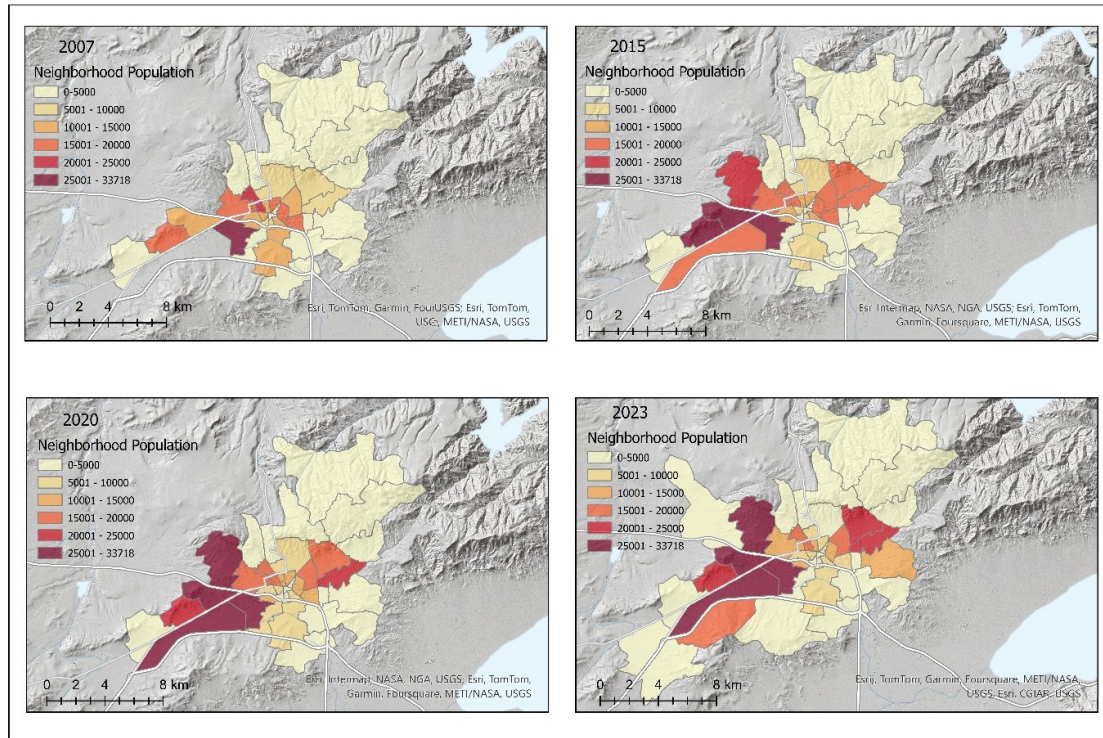 2007
Neighborhood Population
0-5000
5001 - 10000
10001 - 15000
15001 - 20000
20001 - 25000
25001 - 33718
0 2 4 8 km
Esri, TomTom, Garmin, FourUSGS; Esri, TomTom,
USG, METI/NASA, USGS
2015
Neighborhood Population
0-5000
5001 - 10000
10001 - 15000
15001 - 20000
20001 - 25000
25001 - 33718
0 2 4 8 km
Esri Intermap, NASA, NGA, USGS; Esri, TomTom,
Garmin, Foursquare, METI/NASA, USGS
2020
Neighborhood Population
0-5000
5001 - 10000
10001 - 15000
15001 - 20000
20001 - 25000
25001 - 33718
0 2 4 8 km
Esri, Intermap, NASA, NGA, USGS; Esri, TomTom,
Garmin, Foursquare, METI/NASA, USGS
2023
Neighborhood Population
0-5000
5001 - 10000
10001 - 15000
15001 - 20000
20001 - 25000
25001 - 33718
0 2 4 8 km
TomTom, Garmin, Foursquare, METI/NASA,
USGS, Esri, CGIAR, USGS